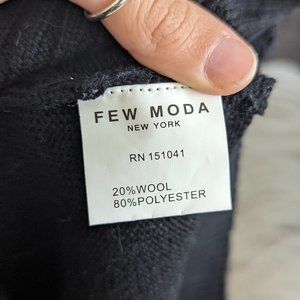 FEW MODA
NEW YORK
RN 151041
20%WOOL
80%POLYESTER